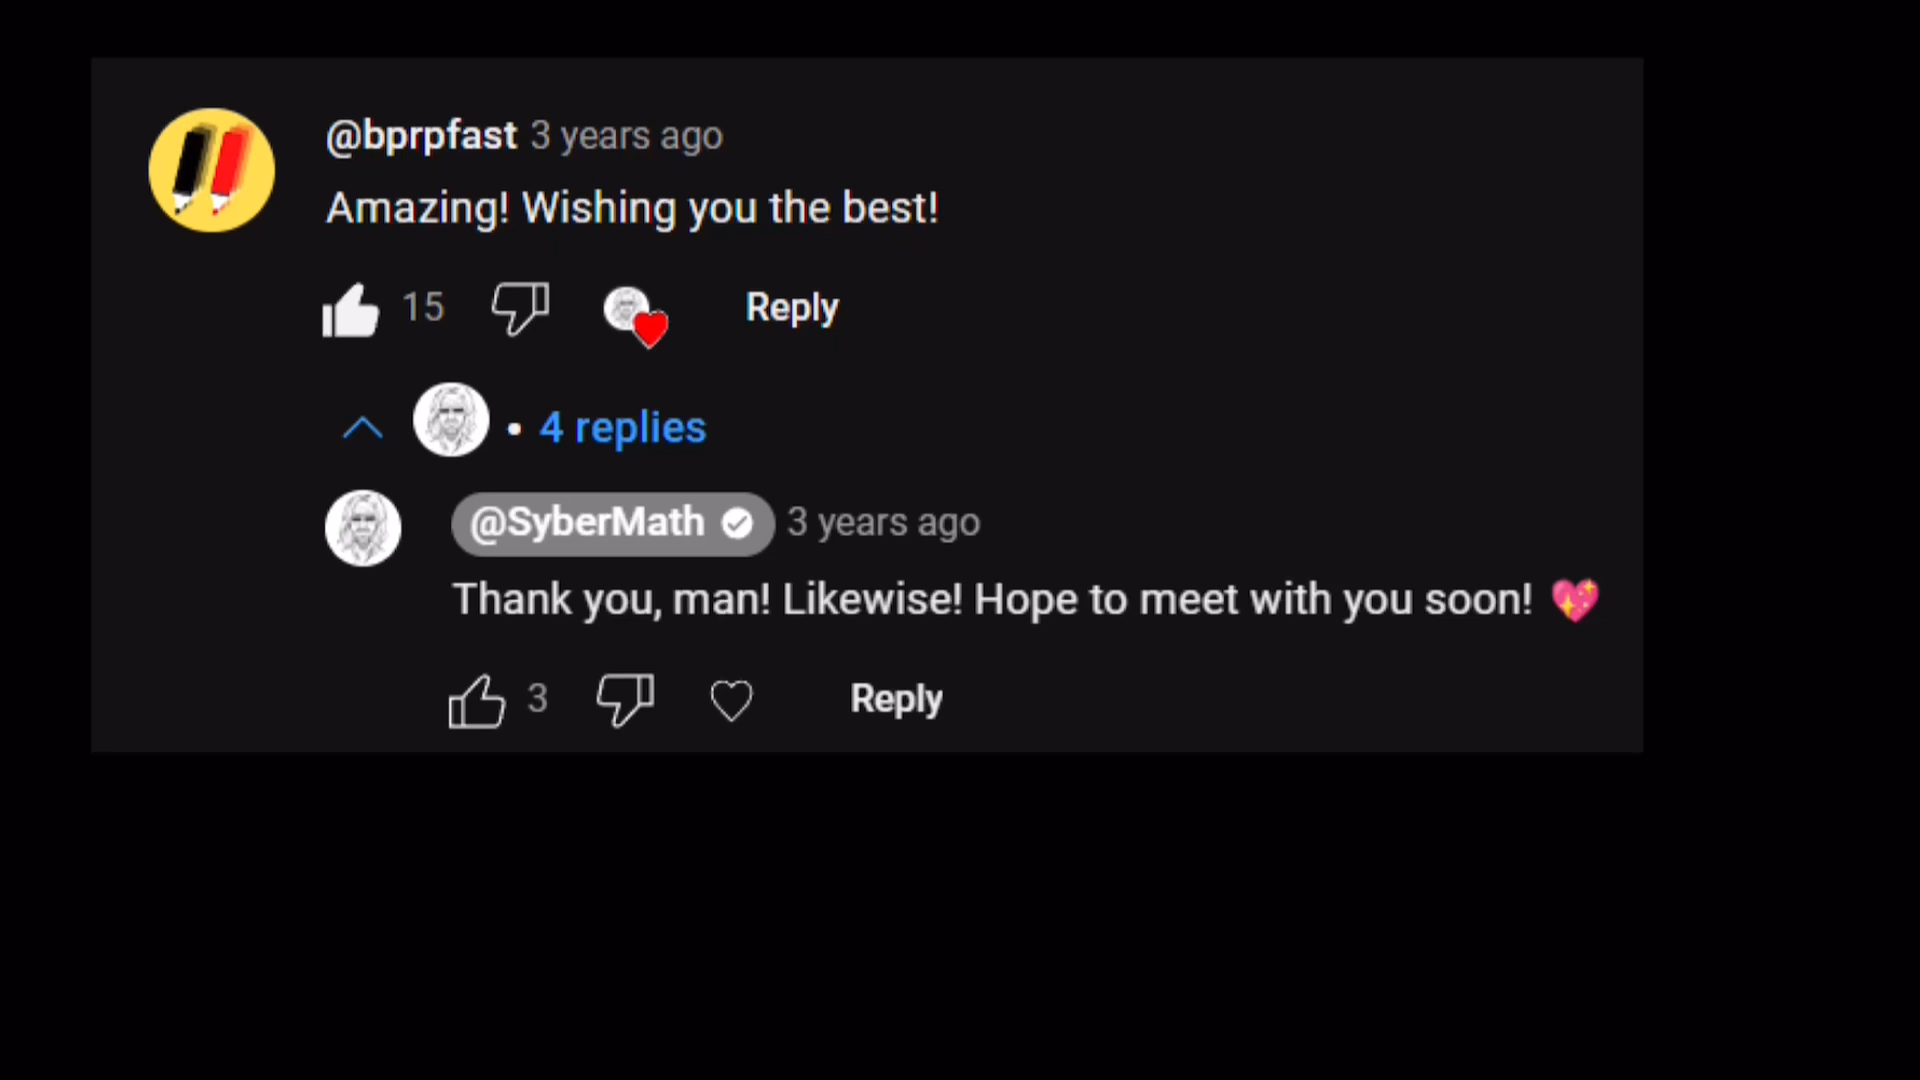 @bprpfast 3 years ago
Amazing! Wishing you the best!
15 Reply
• 4 replies
@SyberMath 3 years ago
Thank you, man! Likewise! Hope to meet with you soon! 💖
3 Reply